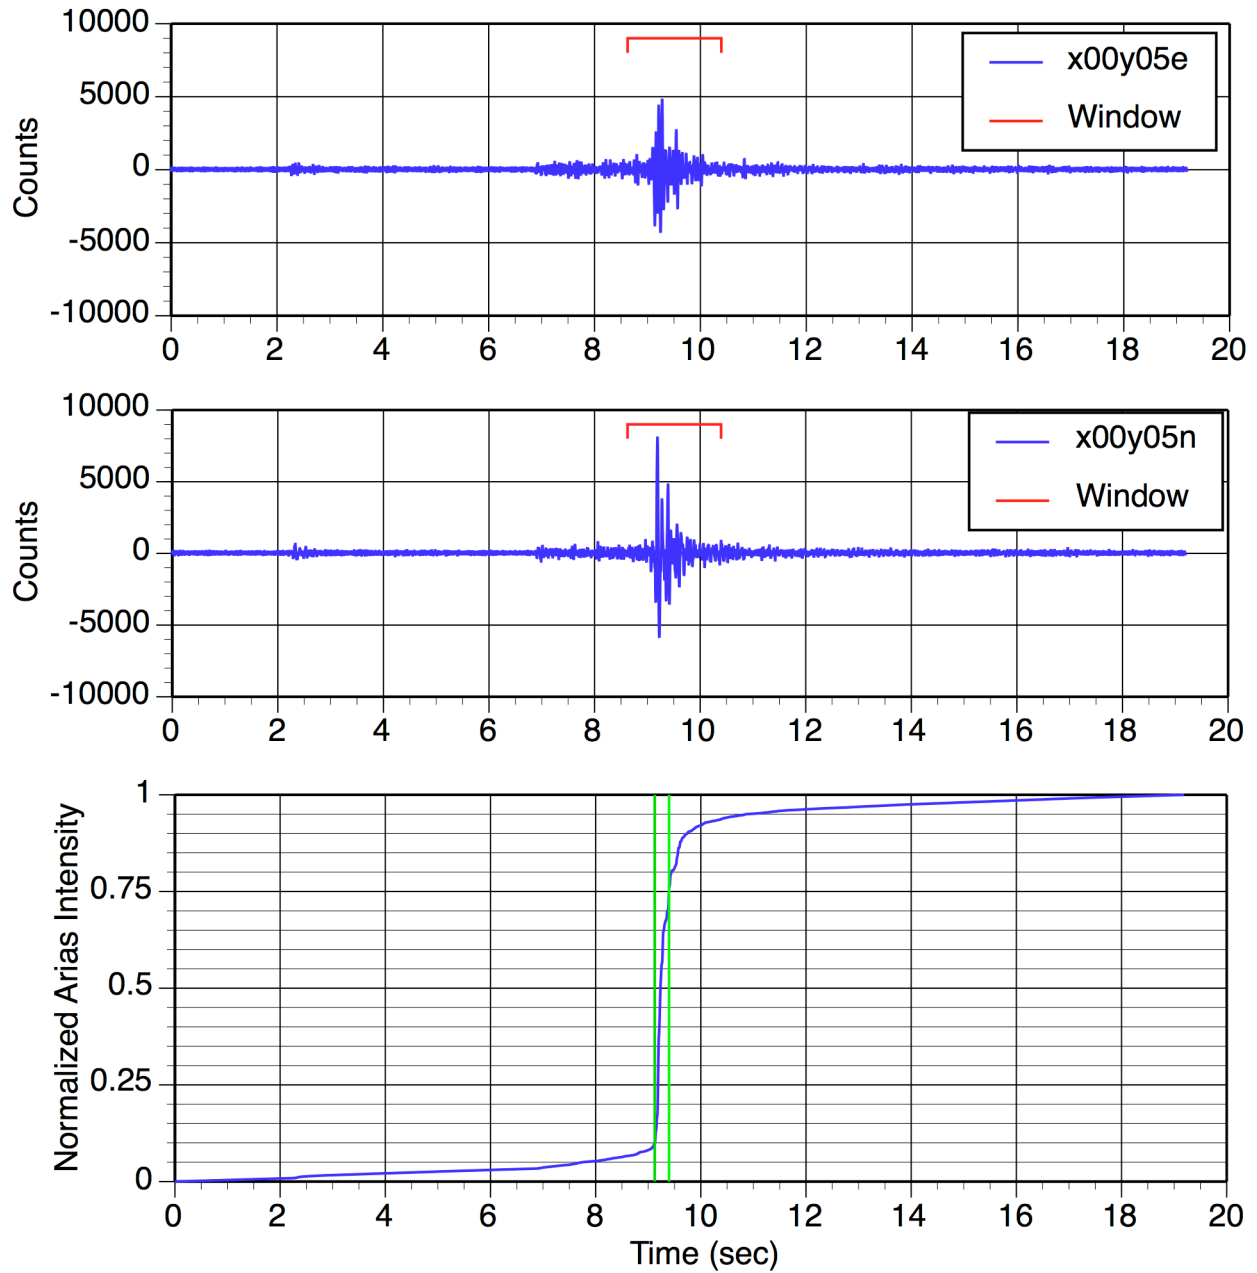 10000
5000
0
-5000
-10000
Counts
x00y05e
Window
0 2 4 6 8 10 12 14 16 18 20
10000
5000
0
-5000
-10000
Counts
x00y05n
Window
0 2 4 6 8 10 12 14 16 18 20
1
0.75
0.5
0.25
0
Normalized Arias Intensity
0 2 4 6 8 10 12 14 16 18 20
Time (sec)